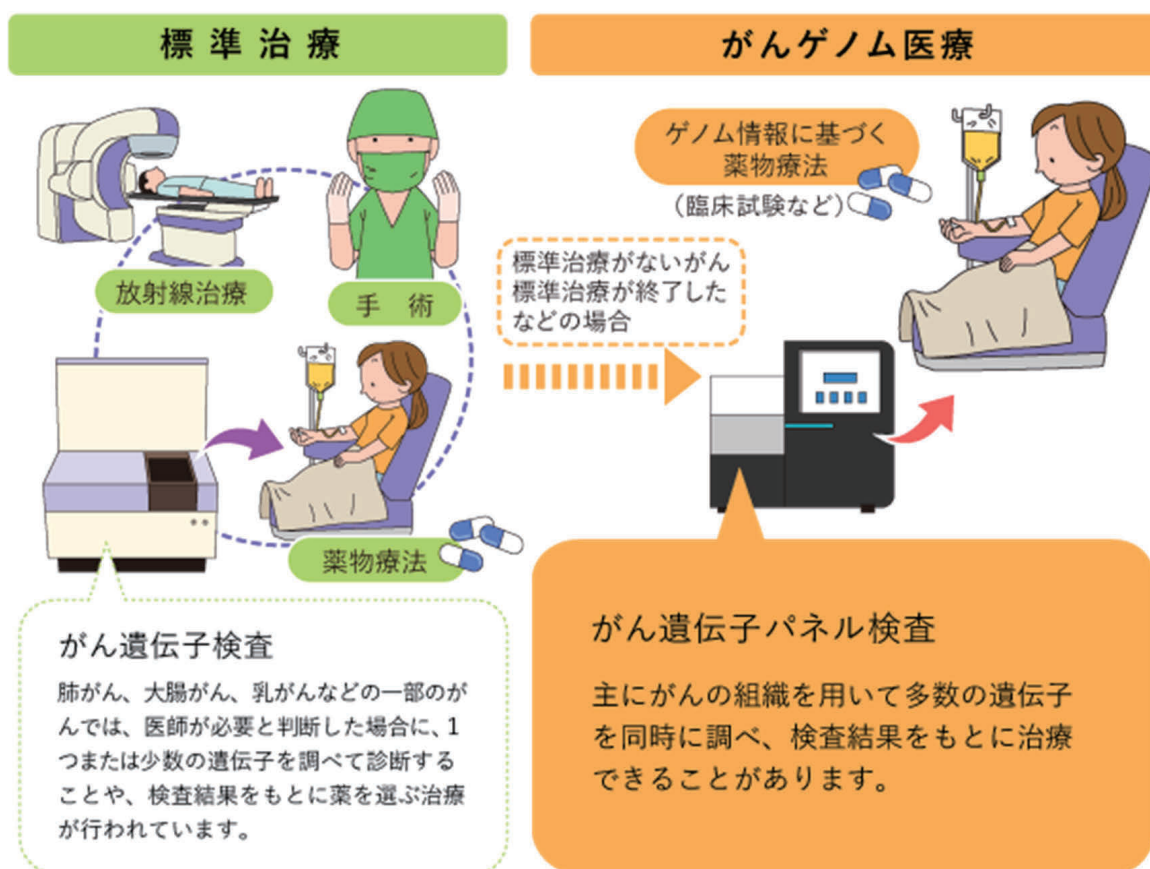 標準治療
がんゲノム医療
放射線治療
手術
薬物療法
がん遺伝子検査
肺がん、大腸がん、乳がんなどの一部のが
んでは、医師が必要と判断した場合に、1
つまたは少数の遺伝子を調べて診断する
ことや、検査結果をもとに薬を選ぶ治療
が行われています。
標準治療がないがん
標準治療が終了した
などの場合
ゲノム情報に基づく
薬物療法
（臨床試験など）
がん遺伝子パネル検査
主にがんの組織を用いて多数の遺伝子
を同時に調べ、検査結果をもとに治療
できることがあります。